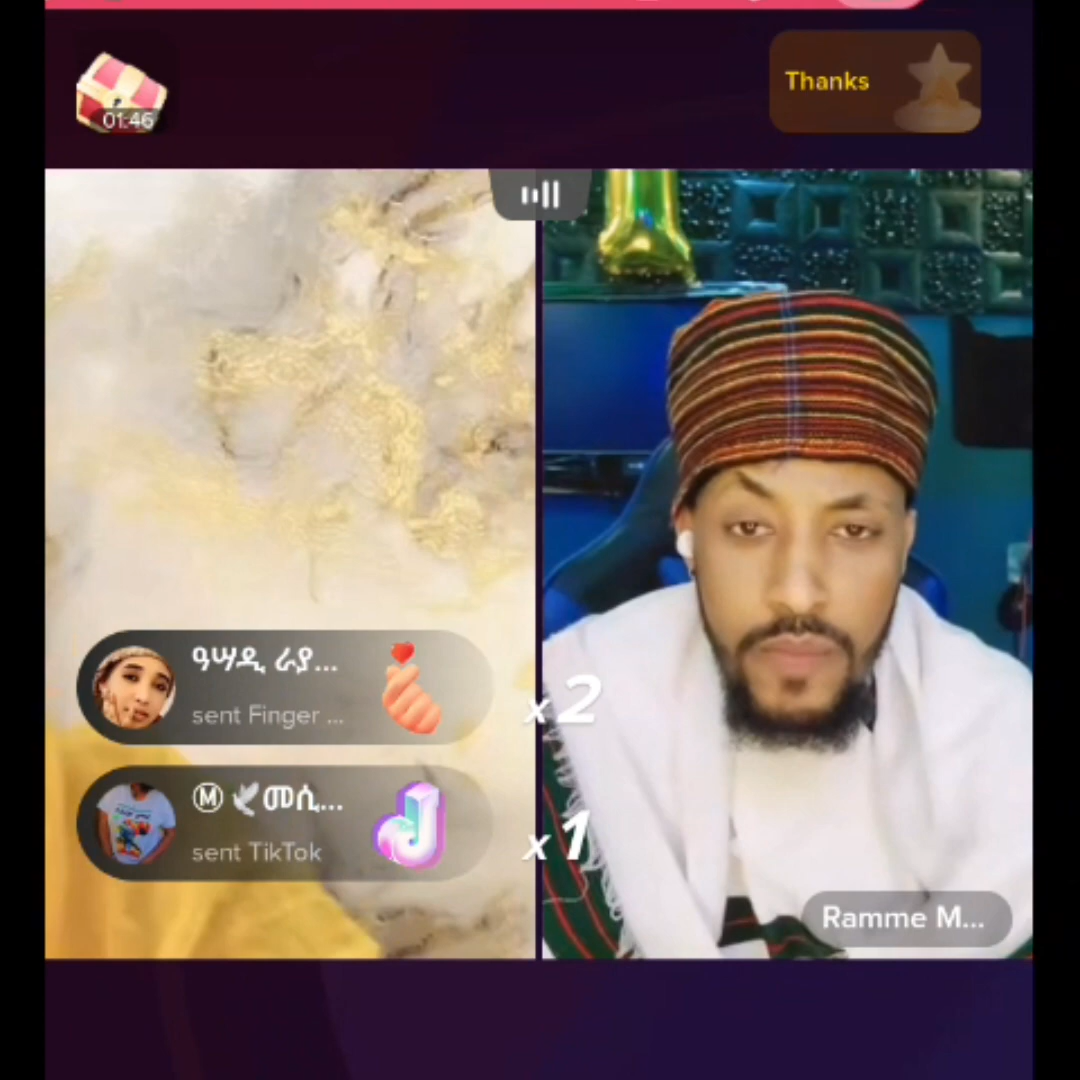 01:46
Thanks
ዓሣዲ ራያ...
sent Finger ...
x2
Ⓜ️🕊️መሲ...
sent TikTok
x1
Ramme M...